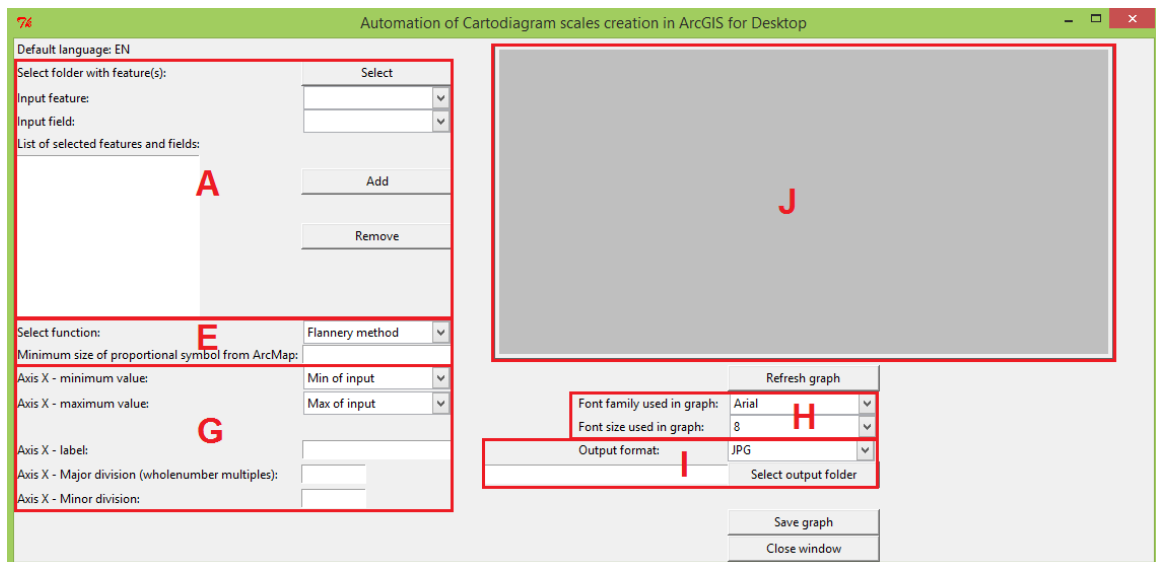 Automation of Cartodiagram scales creation in ArcGIS for Desktop
Default language: EN
Select folder with feature(s):
Select
Input feature:
Input field:
List of selected features and fields:
A
Add
Remove
Select function:
E
Flannery method
Minimum size of proportional symbol from ArcMap:
Axis X - minimum value:
Min of input
Axis X - maximum value:
Max of input
G
Axis X - label:
Axis X - Major division (wholenumber multiples):
Axis X - Minor division:
J
Refresh graph
Font family used in graph:
Arial
H
Font size used in graph:
8
Output format:
JPG
I
Select output folder
Save graph
Close window